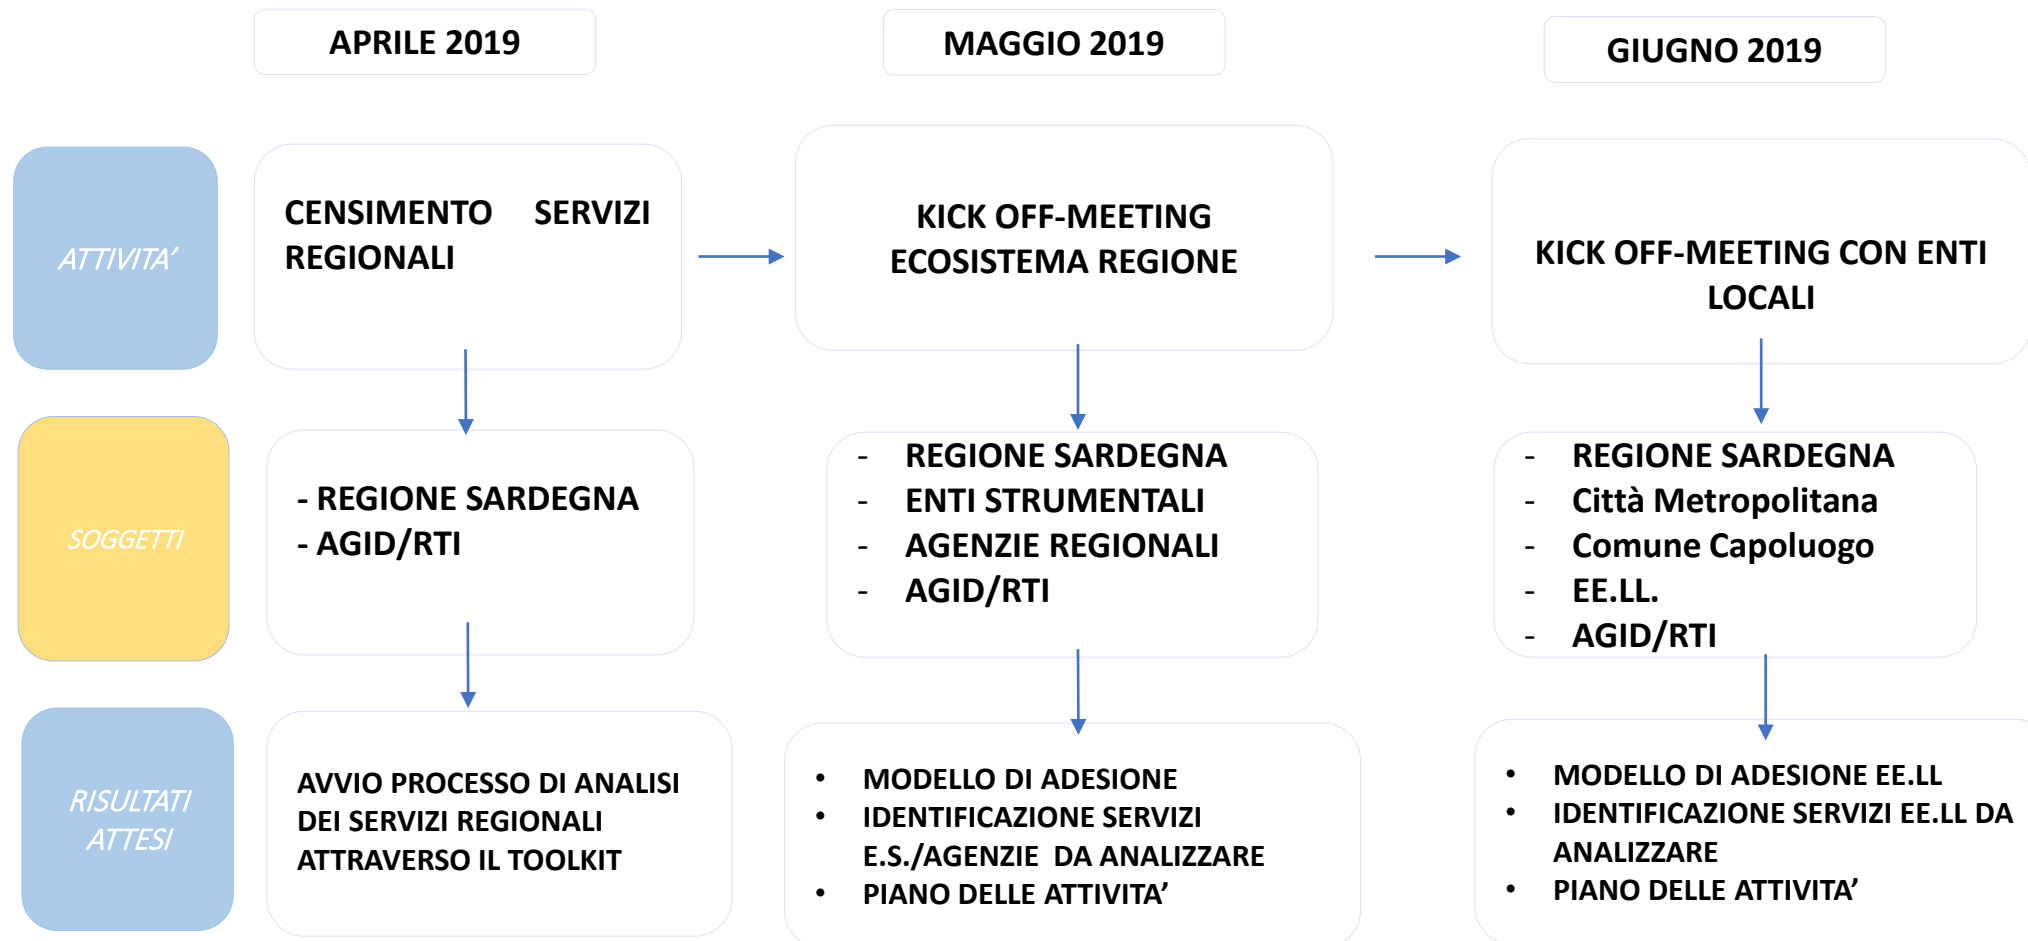 APRILE 2019
MAGGIO 2019
GIUGNO 2019
ATTIVITA’
CENSIMENTO SERVIZI
REGIONALI
KICK OFF-MEETING
ECOSISTEMA REGIONE
KICK OFF-MEETING CON ENTI
LOCALI
SOGGETTI
- REGIONE SARDEGNA
- AGID/RTI
- REGIONE SARDEGNA
- ENTI STRUMENTALI
- AGENZIE REGIONALI
- AGID/RTI
- REGIONE SARDEGNA
- Città Metropolitana
- Comune Capoluogo
- EE.LL.
- AGID/RTI
RISULTATI
ATTESI
AVVIO PROCESSO DI ANALISI
DEI SERVIZI REGIONALI
ATTRAVERSO IL TOOLKIT
• MODELLO DI ADESIONE
• IDENTIFICAZIONE SERVIZI
E.S./AGENZIE DA ANALIZZARE
• PIANO DELLE ATTIVITA’
• MODELLO DI ADESIONE EE.LL
• IDENTIFICAZIONE SERVIZI EE.LL DA
ANALIZZARE
• PIANO DELLE ATTIVITA’